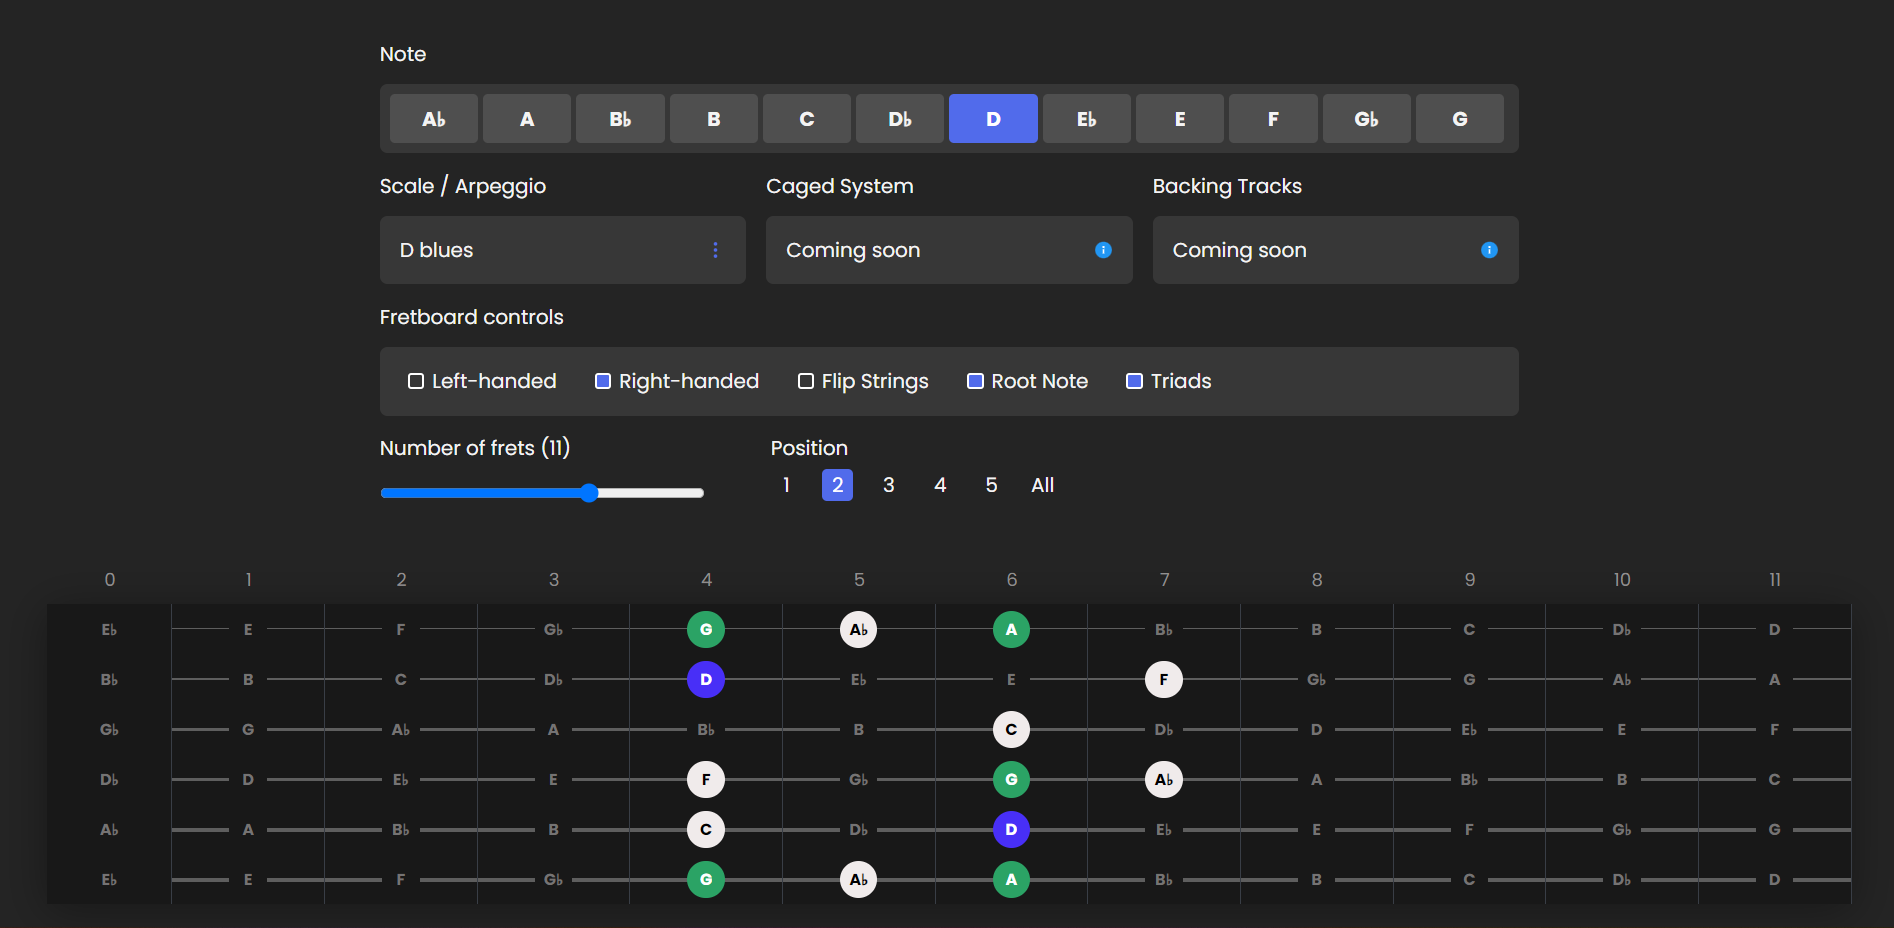 Note
A♭ A B♭ B C D♭ D E♭ E F G♭ G
Scale / Arpeggio Caged System Backing Tracks
D blues Coming soon Coming soon
Fretboard controls
Left-handed Right-handed Flip Strings Root Note Triads
Number of frets (11) Position
1 2 3 4 5 All
0 1 2 3 4 5 6 7 8 9 10 11
E♭ E F G♭ G A♭ A B♭ B C D♭ D
B♭ B C D♭ D E♭ E F G♭ G A♭ A
G♭ G A♭ A B♭ B C D♭ D E♭ E F
D♭ D E♭ E F G♭ G A♭ A B♭ B C
A♭ A B♭ B C D♭ D E♭ E F G♭ G
E♭ E F G♭ G A♭ A B♭ B C D♭ D